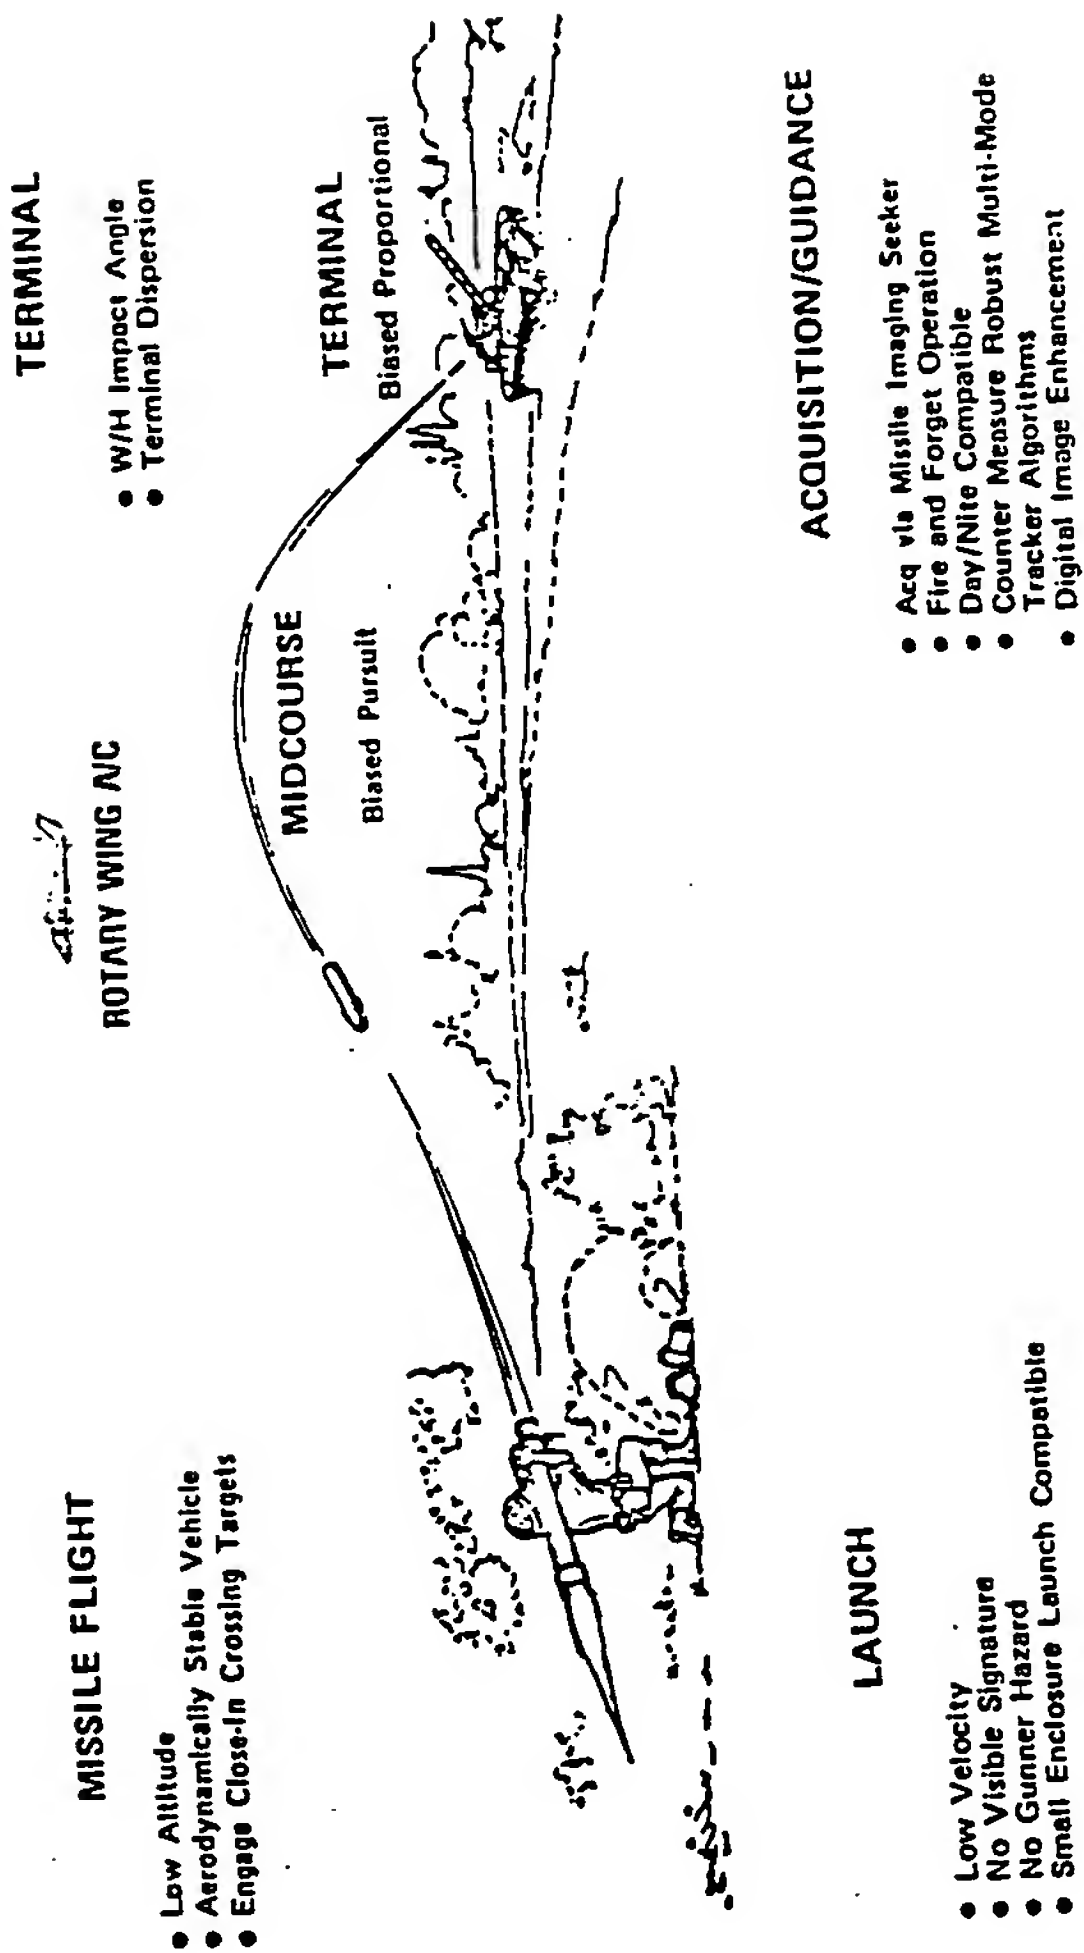 MISSILE FLIGHT
● Low Altitude
● Aerodynamically Stable Vehicle
● Engage Close-In Crossing Targets
ROTARY WING A/C
TERMINAL
● W/H Impact Angle
● Terminal Dispersion
MIDCOURSE
Biased Pursuit
TERMINAL
Biased Proportional
LAUNCH
● Low Velocity
● No Visible Signature
● No Gunner Hazard
● Small Enclosure Launch Compatible
ACQUISITION/GUIDANCE
● Acq via Missile Imaging Seeker
● Fire and Forget Operation
● Day/Nite Compatible
● Counter Measure Robust Multi-Mode
Tracker Algorithms
● Digital Image Enhancement